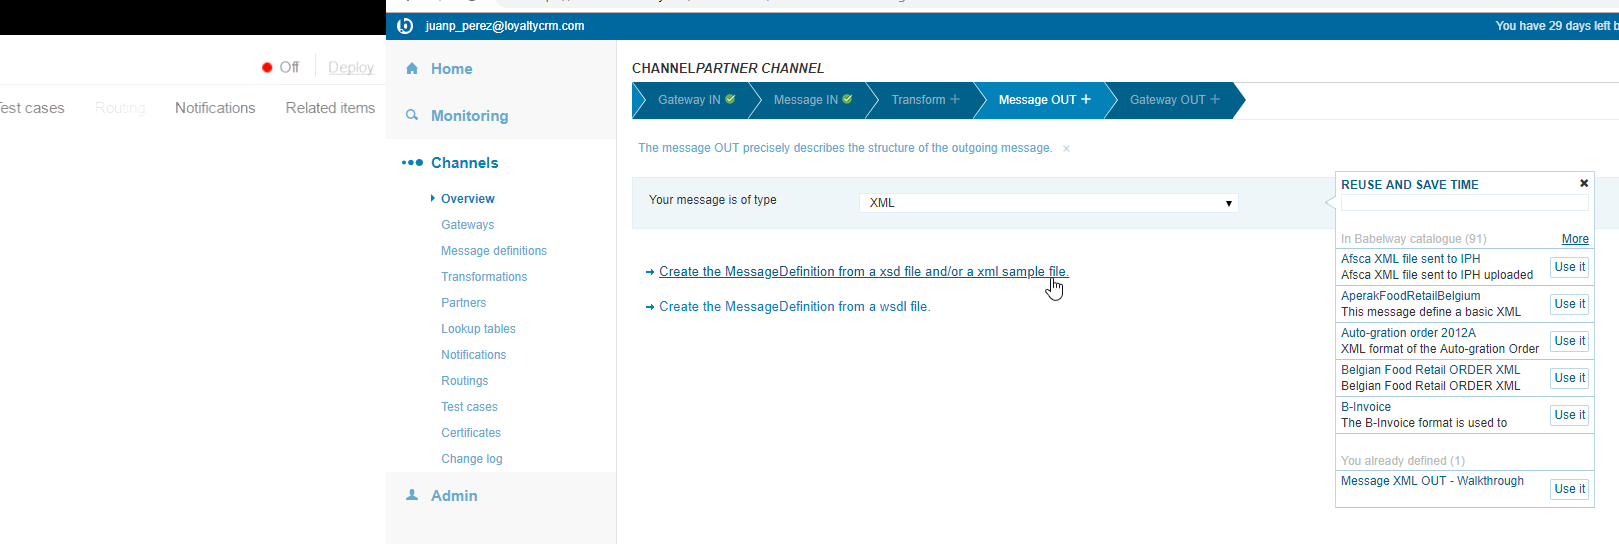 Off
Deploy
Test cases
Routing
Notifications
Related items
juanp_perez@loyaltycrm.com
You have 29 days left b
Home
Monitoring
Channels
Overview
Gateways
Message definitions
Transformations
Partners
Lookup tables
Notifications
Routings
Test cases
Certificates
Change log
Admin
CHANNELPARTNER CHANNEL
Gateway IN
Message IN
Transform +
Message OUT +
Gateway OUT +
The message OUT precisely describes the structure of the outgoing message. ×
Your message is of type
XML
Create the MessageDefinition from a xsd file and/or a xml sample file.
Create the MessageDefinition from a wsdl file.
REUSE AND SAVE TIME
In Babelway catalogue (91)
More
Afsca XML file sent to IPH
Afsca XML file sent to IPH uploaded
Use it
AperakFoodRetailBelgium
This message define a basic XML
Use it
Auto-gration order 2012A
XML format of the Auto-gration Order
Use it
Belgian Food Retail ORDER XML
Belgian Food Retail ORDER XML
Use it
B-Invoice
The B-Invoice format is used to
Use it
You already defined (1)
Message XML OUT - Walkthrough
Use it